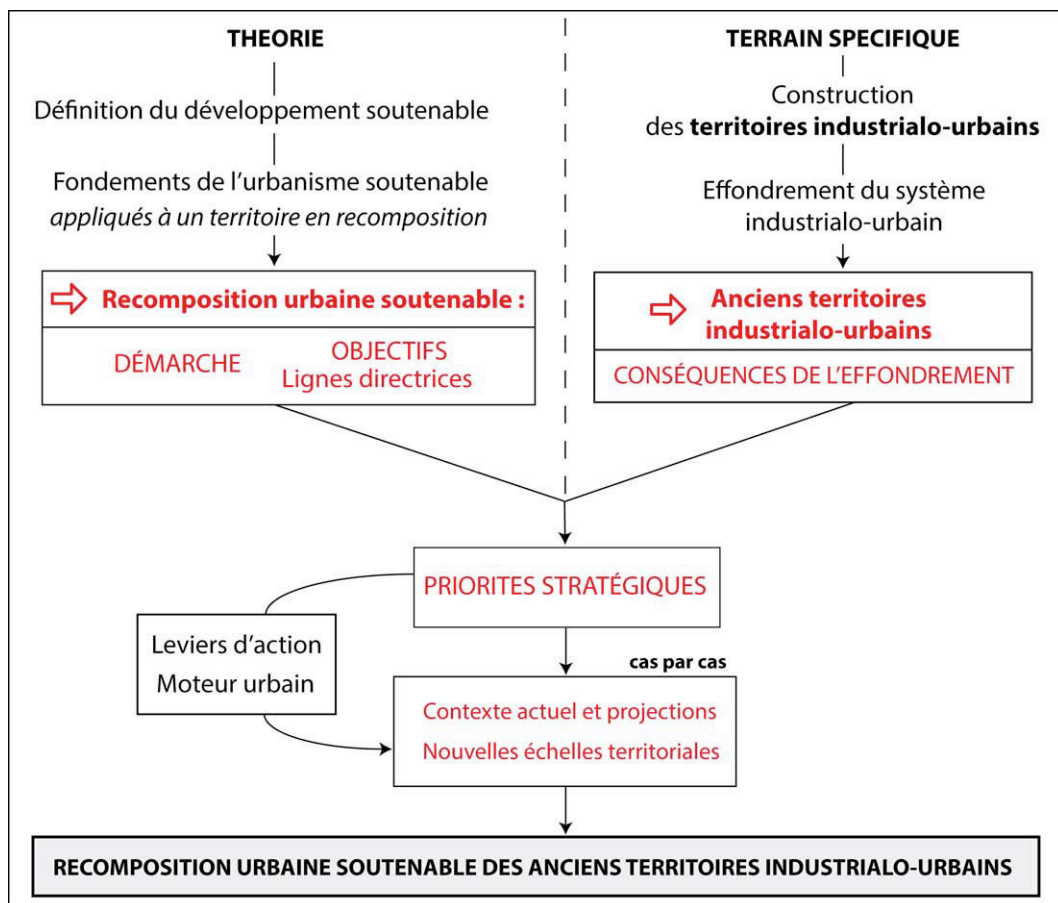 THEORIE
Définition du développement soutenable
Fondements de l'urbanisme soutenable
appliqués à un territoire en recomposition
Recomposition urbaine soutenable :
DÉMARCHE
OBJECTIFS
Lignes directrices
TERRAIN SPECIFIQUE
Construction
des territoires industrialo-urbains
Effondrement du système
industrialo-urbain
Anciens territoires
industrialo-urbains
CONSÉQUENCES DE L'EFFONDREMENT
PRIORITES STRATÉGIQUES
Leviers d'action
Moteur urbain
cas par cas
Contexte actuel et projections
Nouvelles échelles territoriales
RECOMPOSITION URBAINE SOUTENABLE DES ANCIENS TERRITOIRES INDUSTRIALO-URBAINS